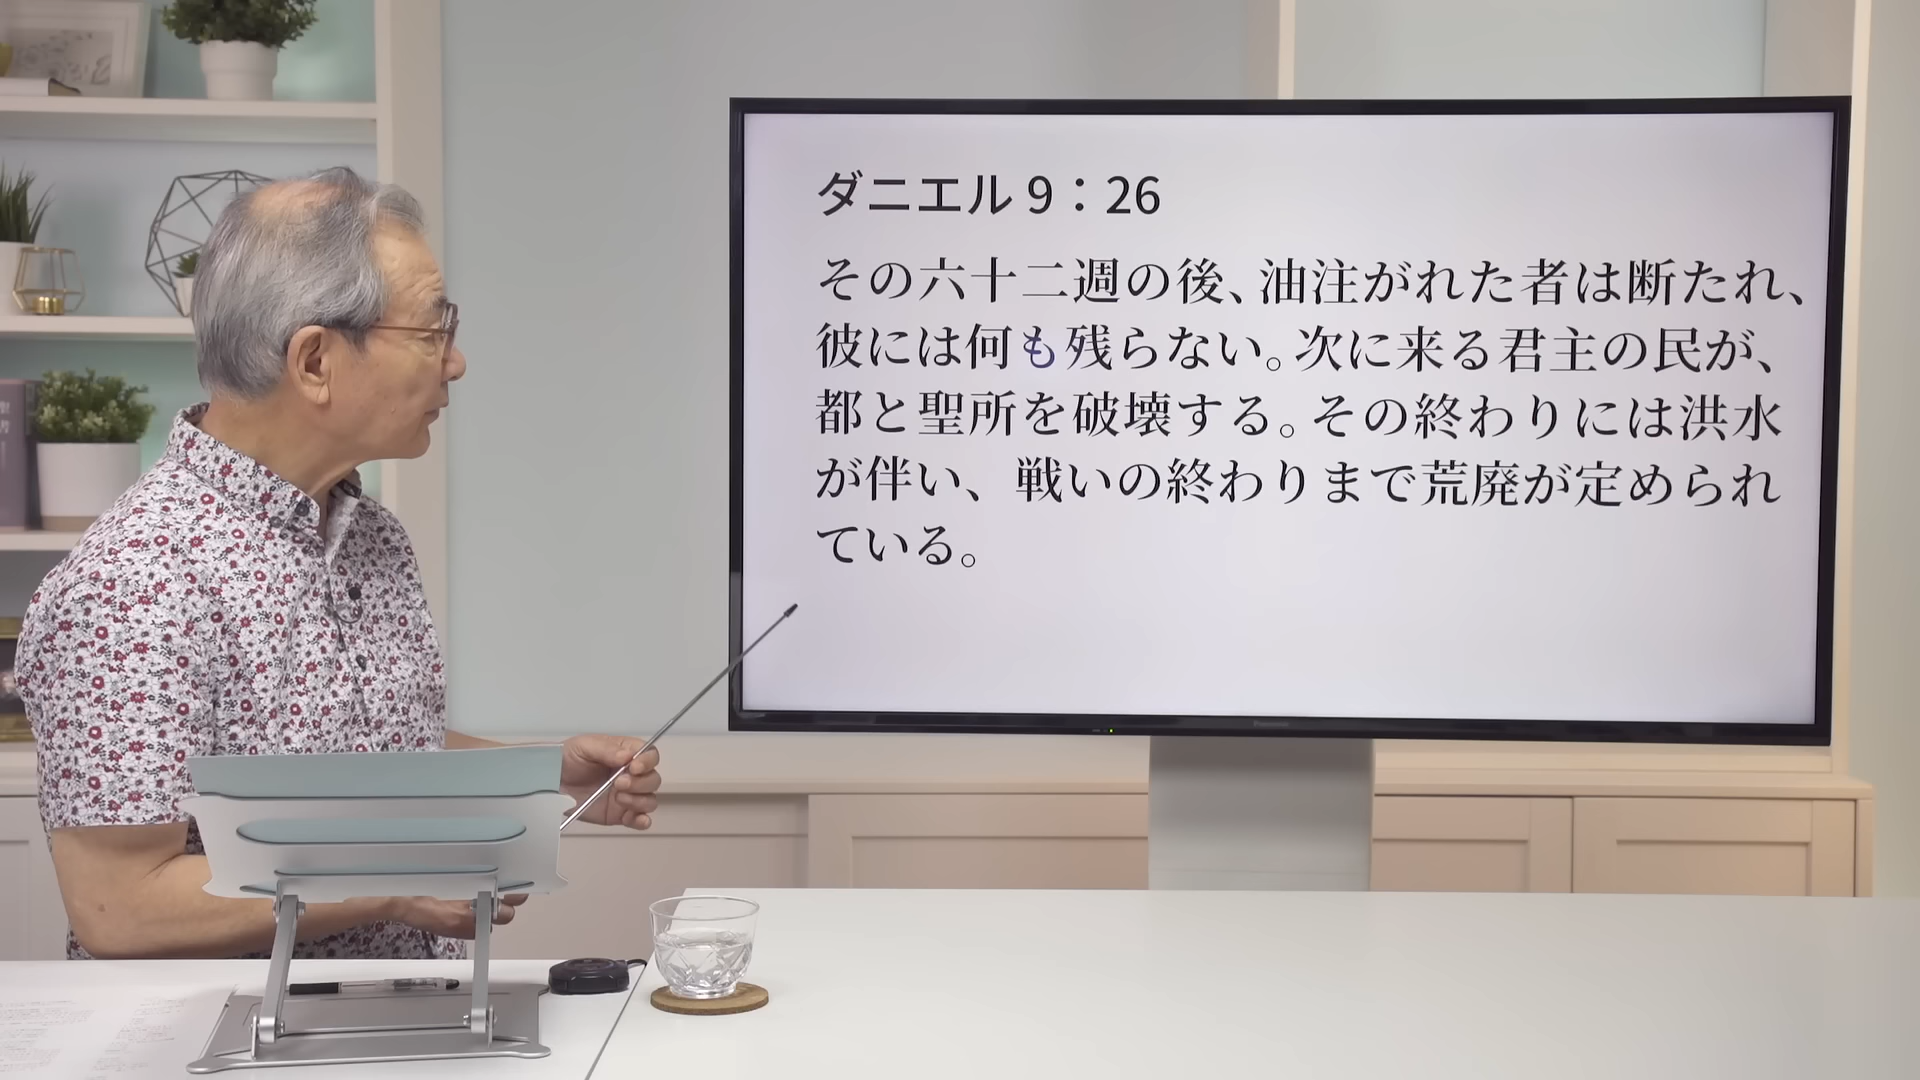 ダニエル 9：26
その六十二週の後、油注がれた者は断たれ、
彼には何も残らない。次に来る君主の民が、
都と聖所を破壊する。その終わりには洪水
が伴い、戦いの終わりまで荒廃が定められ
ている。